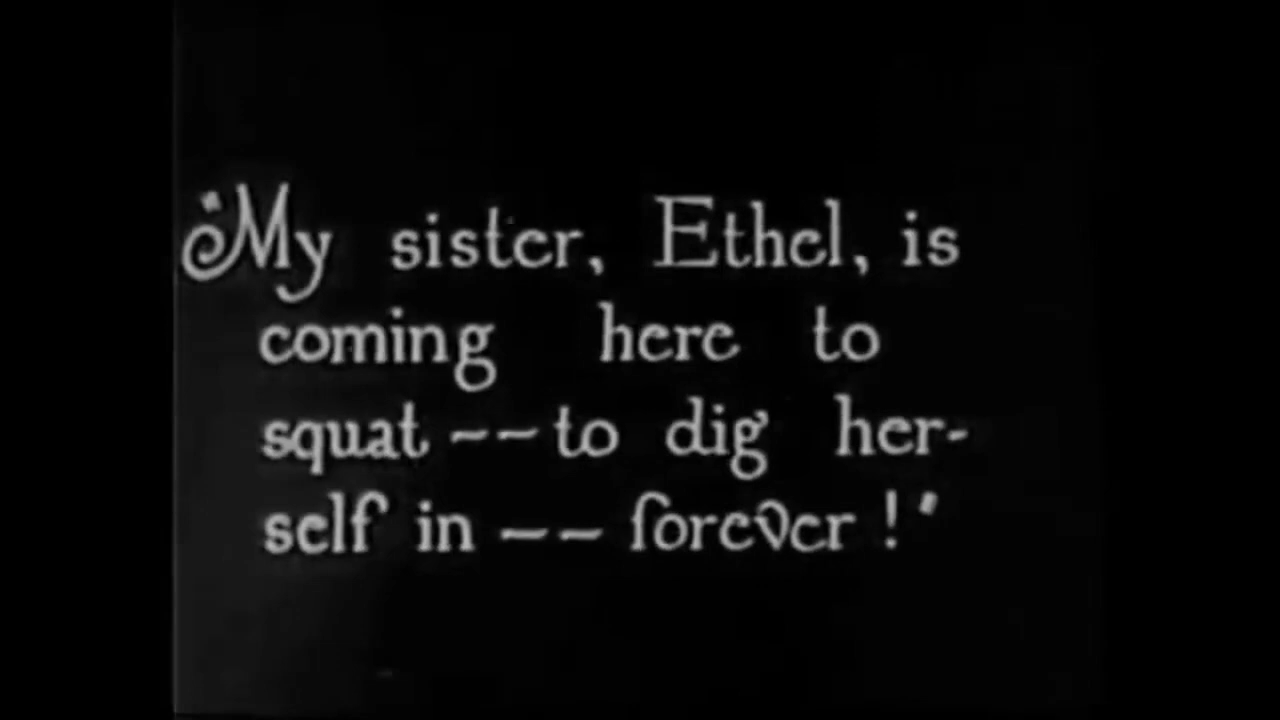 "My sister, Ethel, is
coming here to
squat -- to dig her-
self in -- forever!"